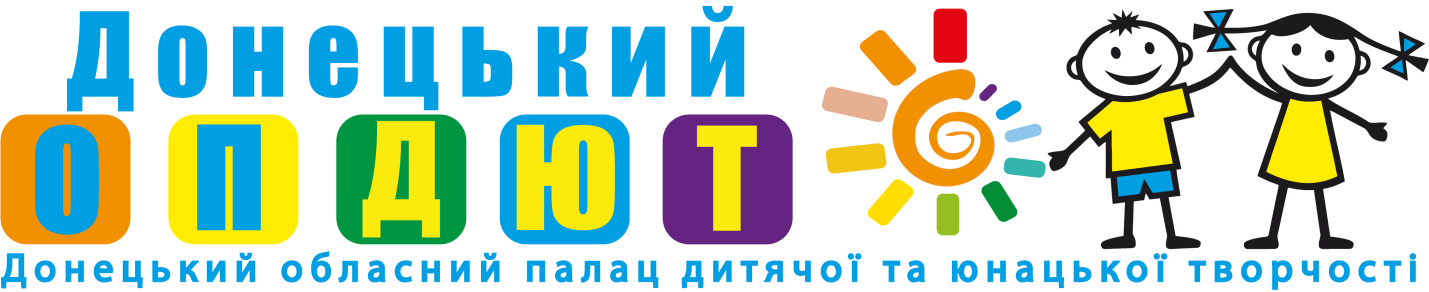 Донецький
ОПДЮТ
Донецький обласний палац дитячої та юнацької творчості